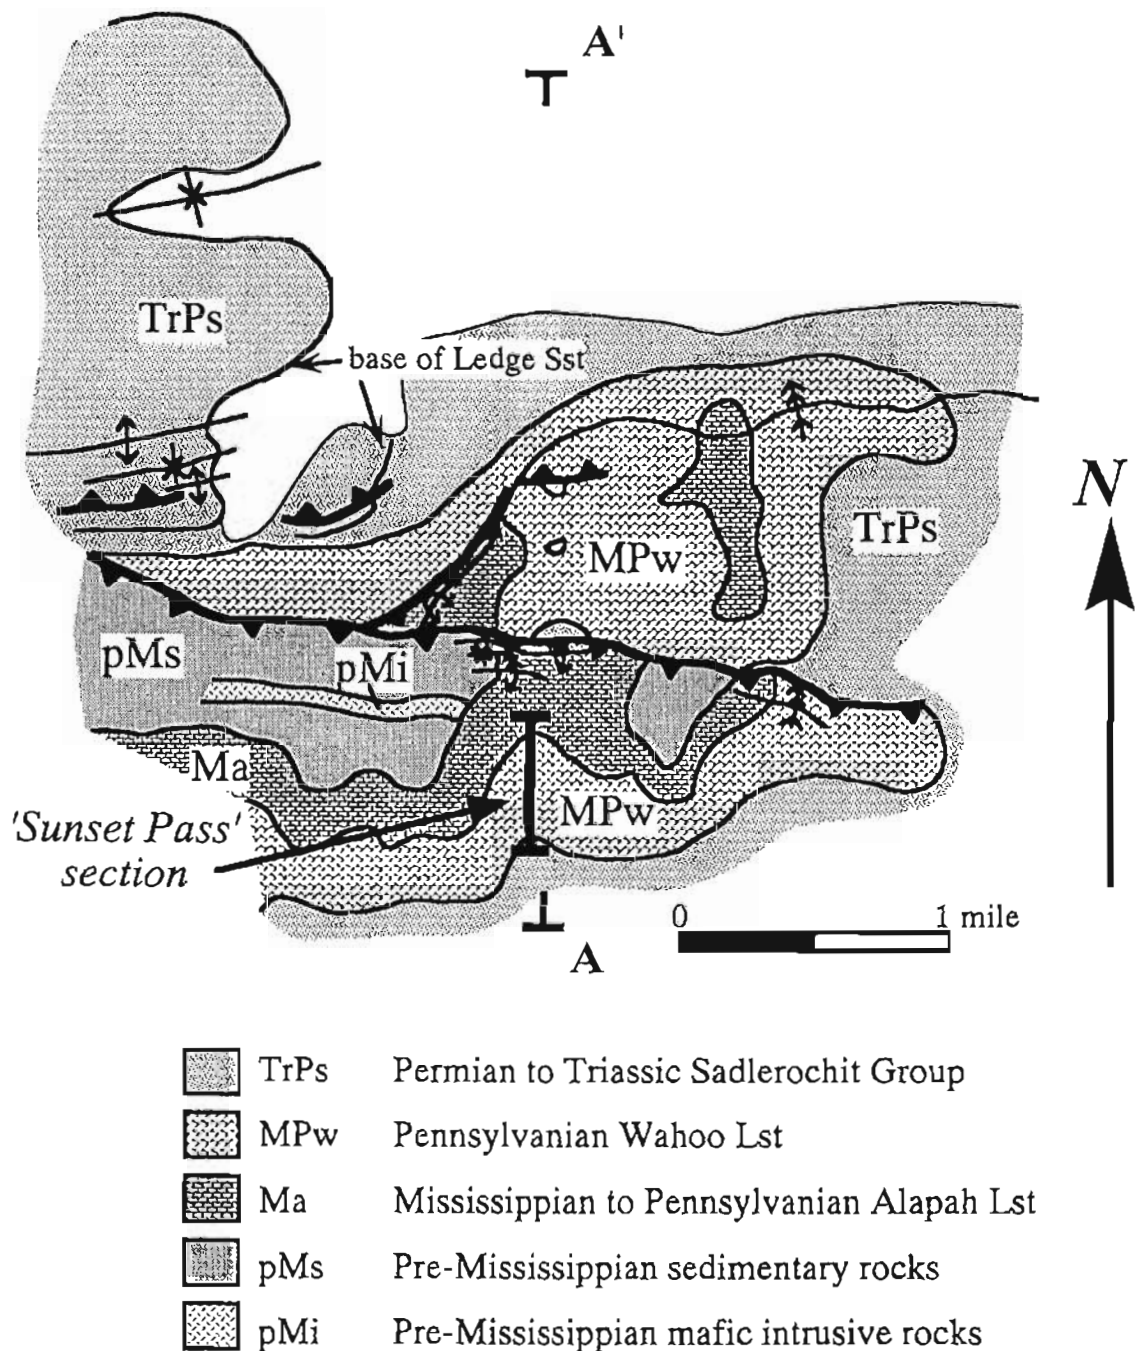 A'
TrPs
base of Ledge Sst
N
TrPs
MPw
pMs
pMi
Ma
MPw
'Sunset Pass'
section
0 1 mile
A
TrPs Permian to Triassic Sadlerochit Group
MPw Pennsylvanian Wahoo Lst
Ma Mississippian to Pennsylvanian Alapah Lst
pMs Pre-Mississippian sedimentary rocks
pMi Pre-Mississippian mafic intrusive rocks